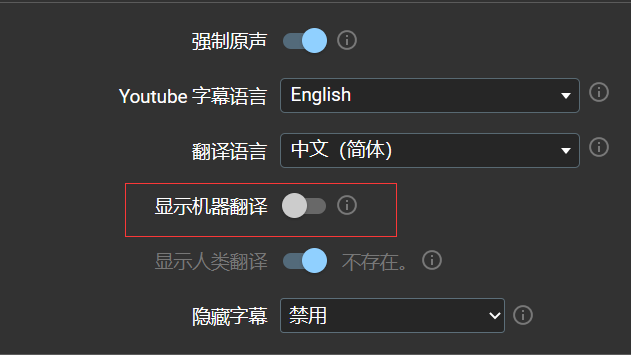 强制原声
Youtube 字幕语言 English
翻译语言 中文（简体）
显示机器翻译
显示人类翻译 不存在。
隐藏字幕 禁用